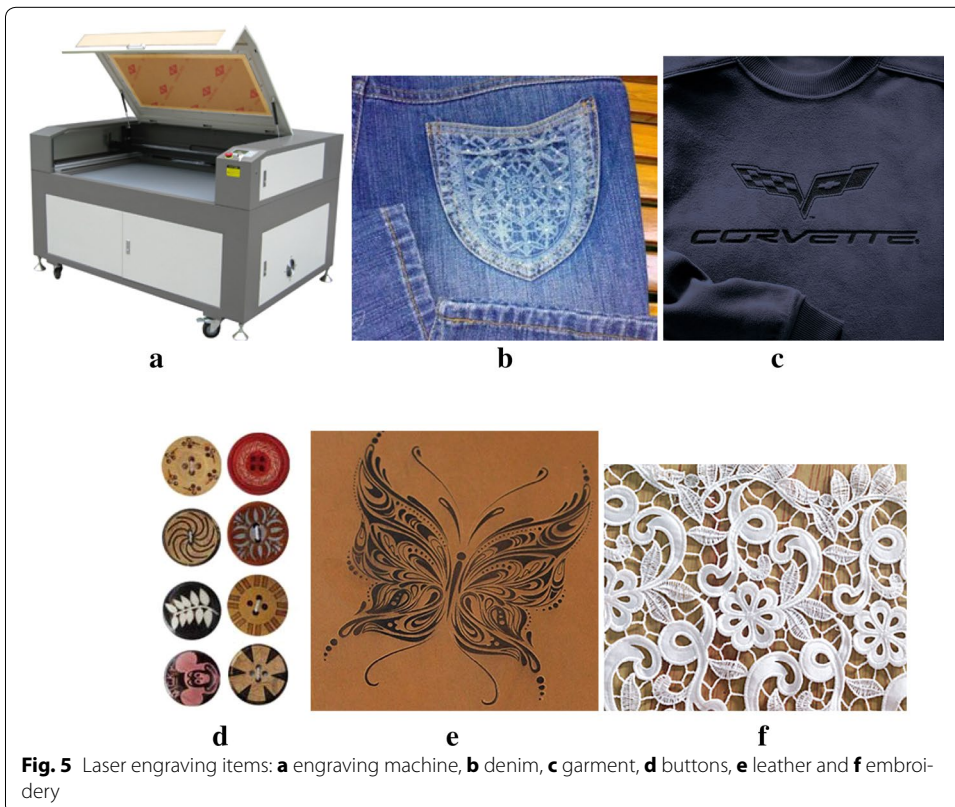 CORVETTE
a
b
c
d
e
f
Fig. 5 Laser engraving items: a engraving machine, b denim, c garment, d buttons, e leather and f embroi-
dery